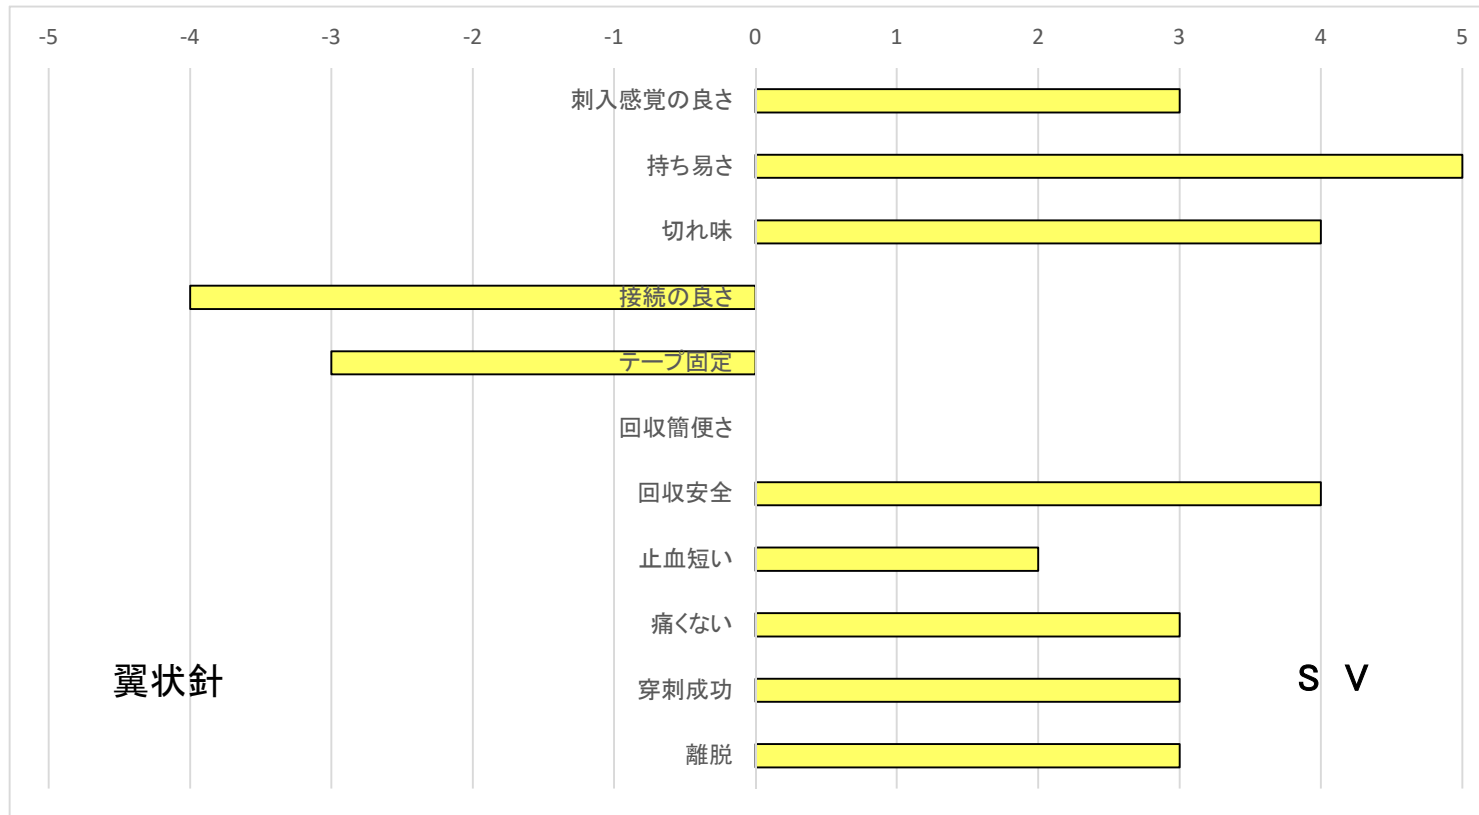 -5 -4 -3 -2 -1 0 1 2 3 4 5
刺入感覚の良さ
持ち易さ
切れ味
接続の良さ
テープ固定
回収簡便さ
回収安全
止血短い
痛くない
翼状針
穿刺成功
S V
離脱